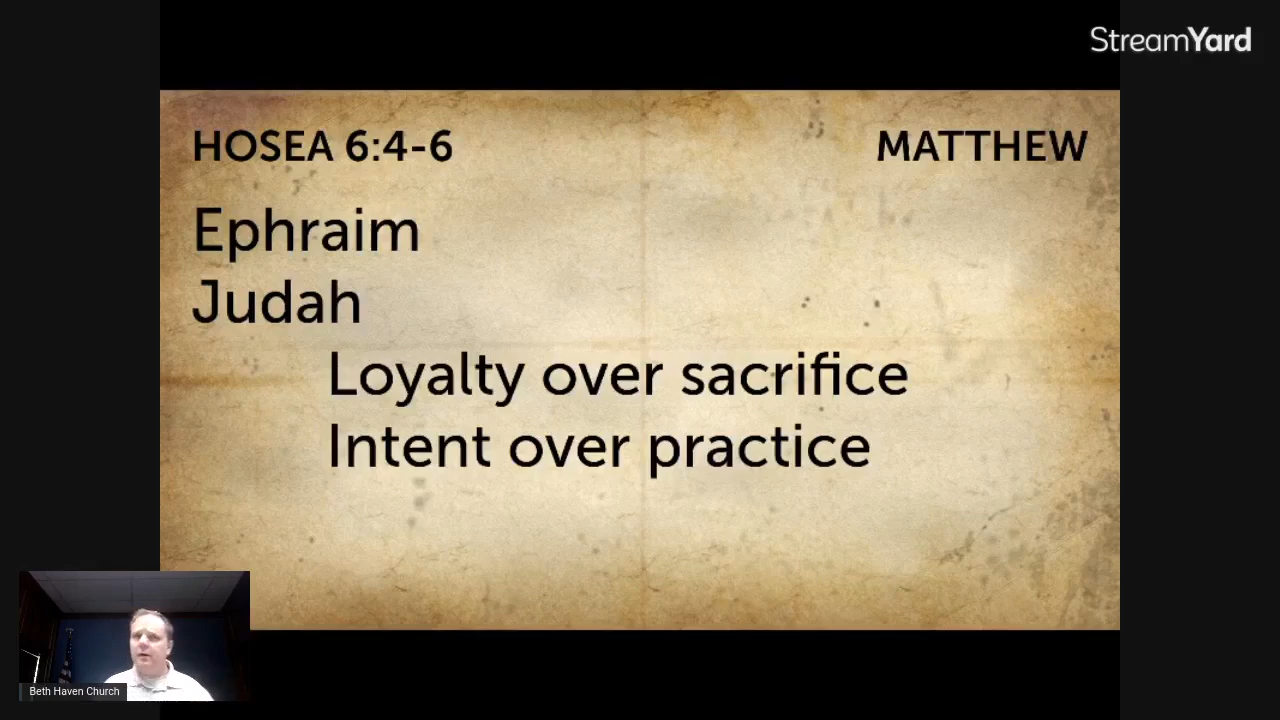 StreamYard
HOSEA 6:4-6
MATTHEW
Ephraim
Judah
Loyalty over sacrifice
Intent over practice
Beth Haven Church